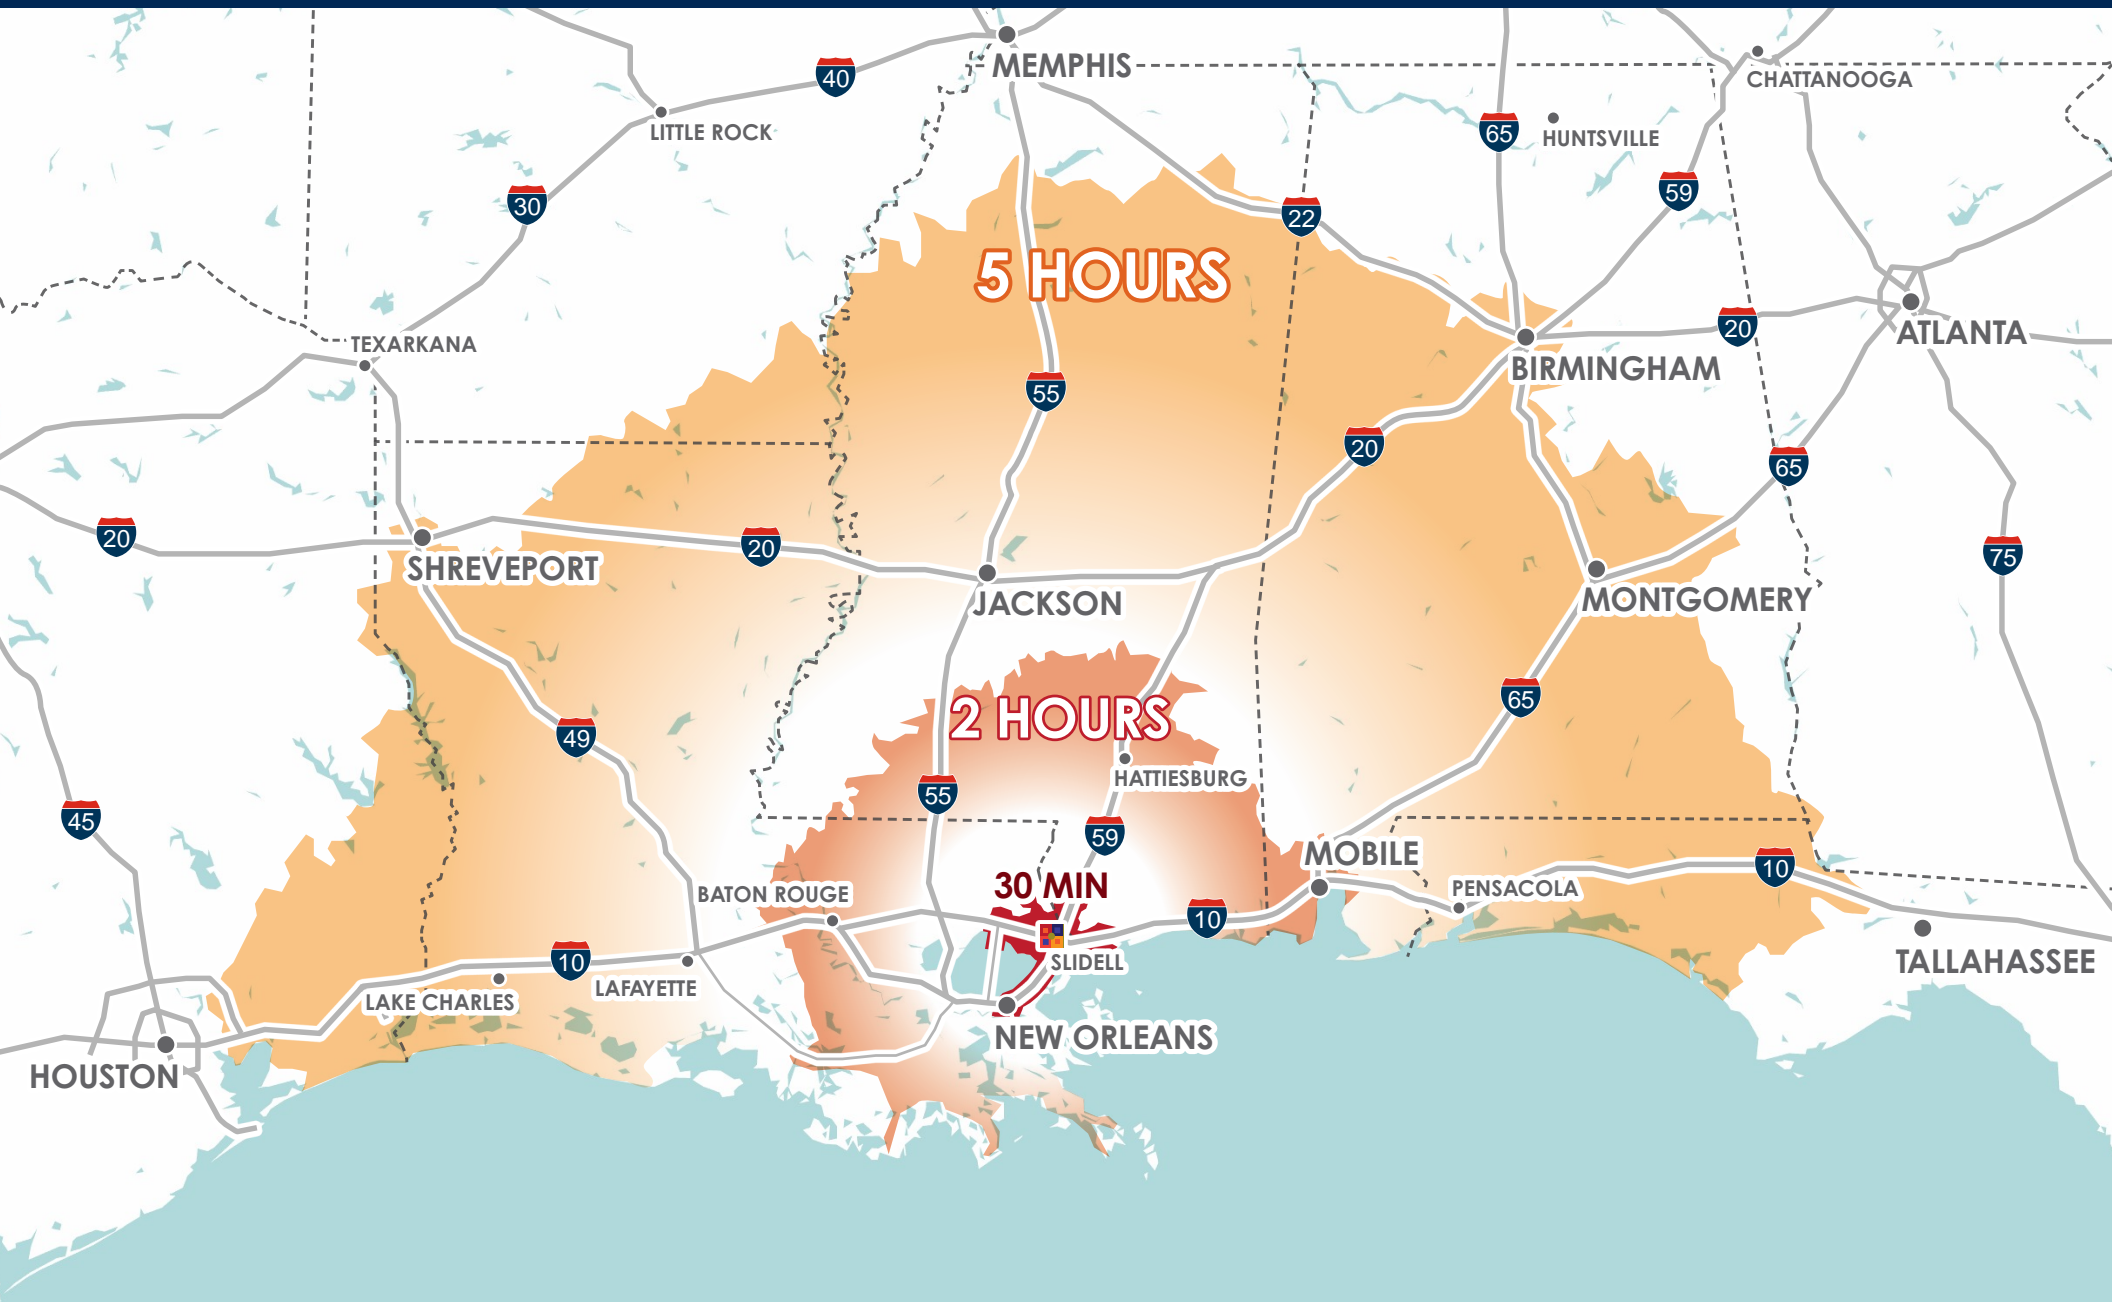 MEMPHIS
40
CHATTANOOGA
LITTLE ROCK
65
HUNTSVILLE
30
59
22
5 HOURS
20
ATLANTA
TEXARKANA
BIRMINGHAM
55
20
65
20
20
SHREVEPORT
75
JACKSON
MONTGOMERY
65
2 HOURS
49
HATTIESBURG
55
45
59
MOBILE
10
30 MIN
PENSACOLA
BATON ROUGE
10
TALLAHASSEE
10
SLIDELL
LAFAYETTE
LAKE CHARLES
NEW ORLEANS
HOUSTON